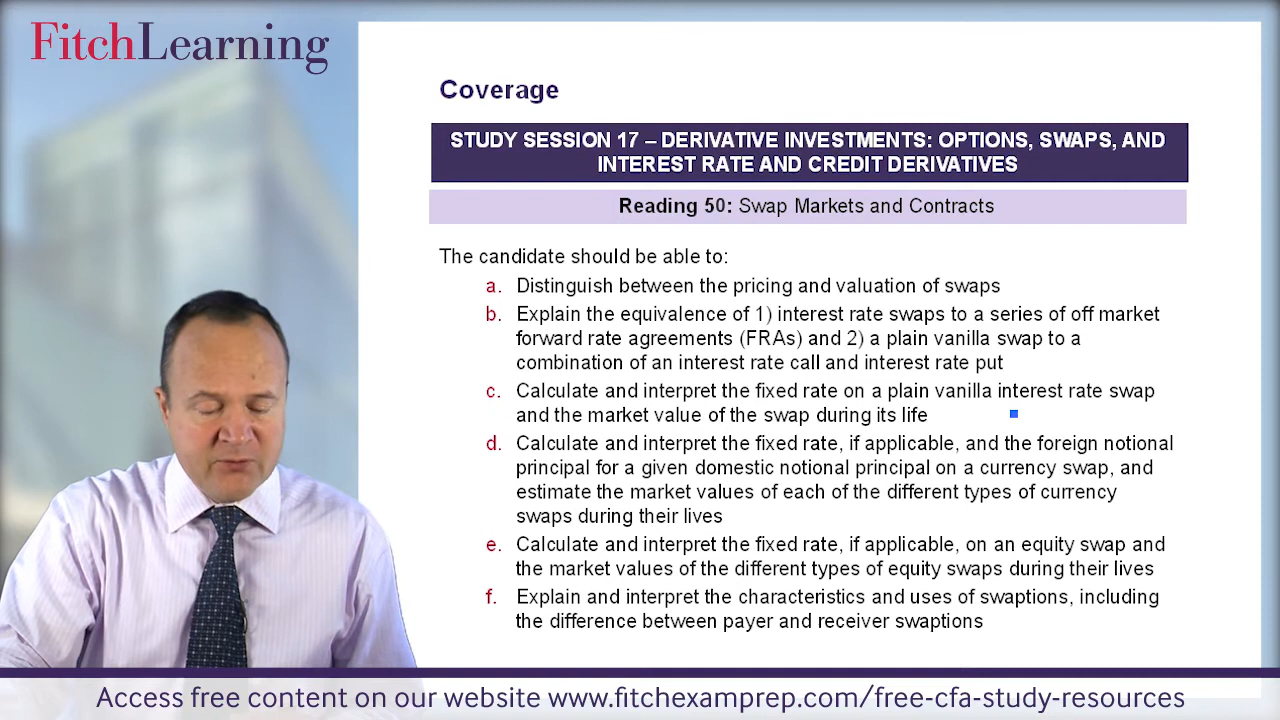 FitchLearning
Coverage
STUDY SESSION 17 – DERIVATIVE INVESTMENTS: OPTIONS, SWAPS, AND
INTEREST RATE AND CREDIT DERIVATIVES
Reading 50: Swap Markets and Contracts
The candidate should be able to:
a. Distinguish between the pricing and valuation of swaps
b. Explain the equivalence of 1) interest rate swaps to a series of off market
forward rate agreements (FRAs) and 2) a plain vanilla swap to a
combination of an interest rate call and interest rate put
c. Calculate and interpret the fixed rate on a plain vanilla interest rate swap
and the market value of the swap during its life
d. Calculate and interpret the fixed rate, if applicable, and the foreign notional
principal for a given domestic notional principal on a currency swap, and
estimate the market values of each of the different types of currency
swaps during their lives
e. Calculate and interpret the fixed rate, if applicable, on an equity swap and
the market values of the different types of equity swaps during their lives
f. Explain and interpret the characteristics and uses of swaptions, including
the difference between payer and receiver swaptions
Access free content on our website www.fitchexamprep.com/free-cfa-study-resources